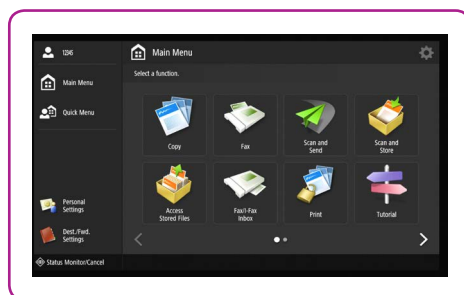 12345
Main Menu
Select a function.
Main Menu
Quick Menu
Copy
Fax
Scan and
Send
Scan and
Store
Personal
Settings
Access
Stored Files
Fax/I-Fax
Inbox
Print
Tutorial
Dest./Fwd.
Settings
Status Monitor/Cancel